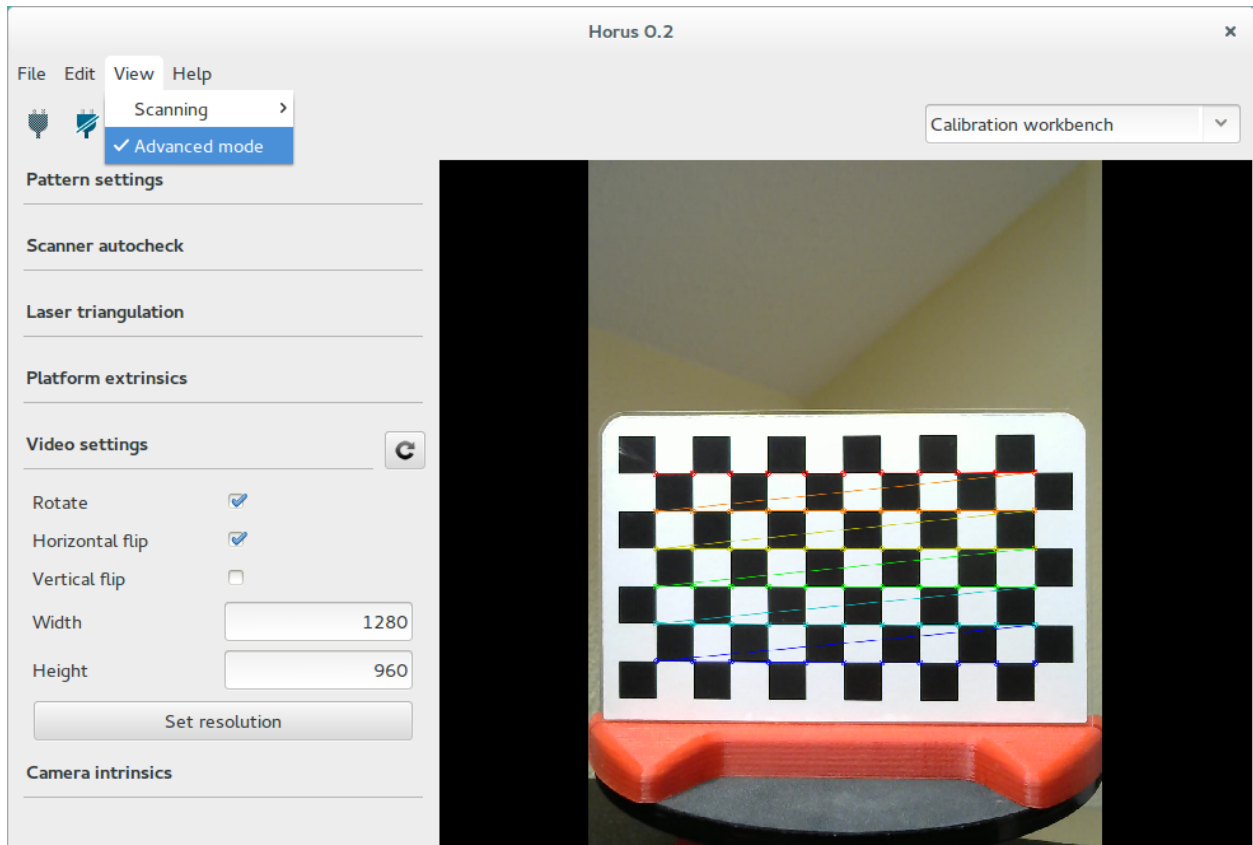 Horus 0.2
File Edit View Help
Scanning
Advanced mode
Calibration workbench
Pattern settings
Scanner autocheck
Laser triangulation
Platform extrinsics
Video settings
Rotate
Horizontal flip
Vertical flip
Width 1280
Height 960
Set resolution
Camera intrinsics